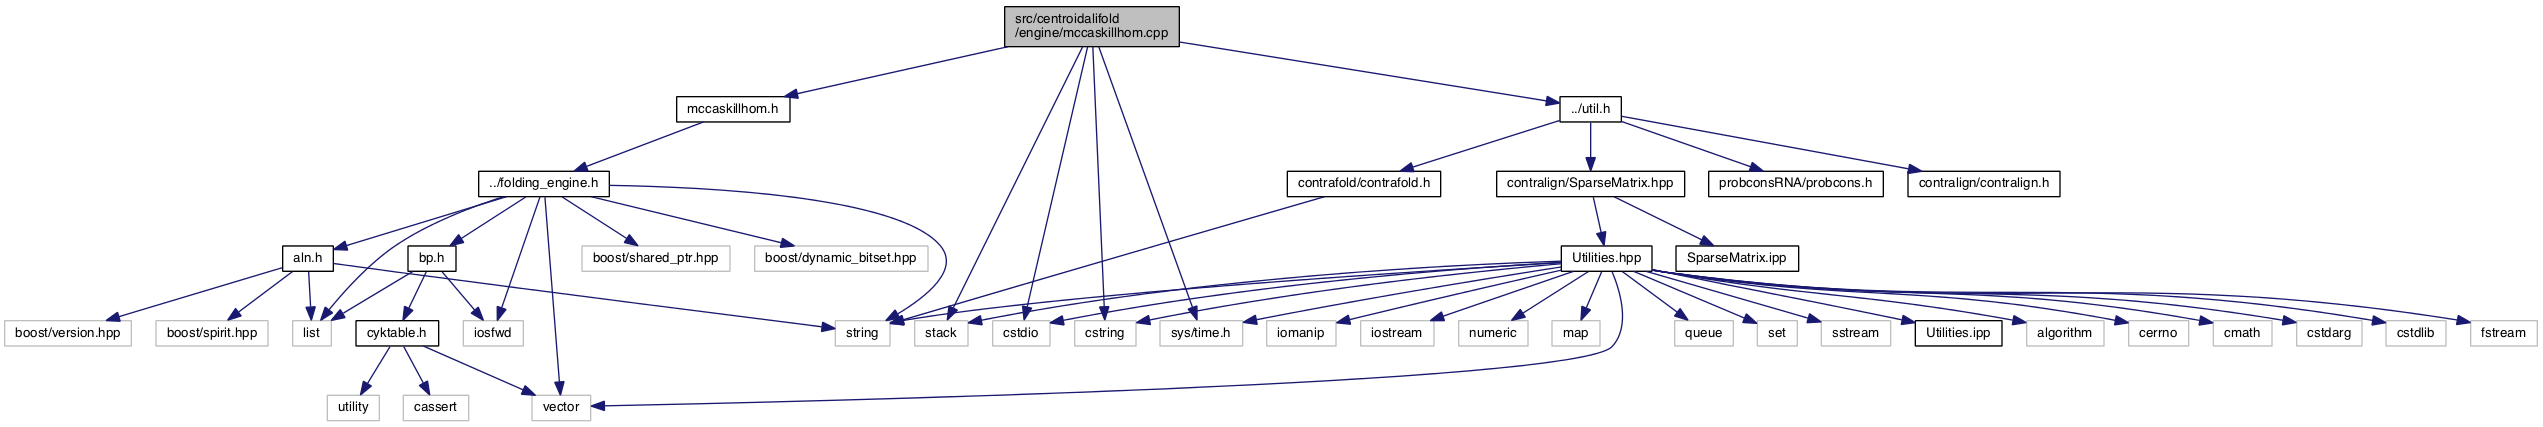 src/centroidalifold
/engine/mccaskillhom.cpp
mccaskillhom.h
../util.h
../folding_engine.h
contrafold/contrafold.h
contralign/SparseMatrix.hpp
probconsRNA/probcons.h
contralign/contralign.h
aln.h
bp.h
boost/shared_ptr.hpp
boost/dynamic_bitset.hpp
Utilities.hpp
SparseMatrix.ipp
boost/version.hpp
boost/spirit.hpp
list
cyktable.h
iosfwd
string
stack
cstdio
cstring
sys/time.h
iomanip
iostream
numeric
map
queue
set
sstream
Utilities.ipp
algorithm
cerrno
cmath
cstdarg
cstdlib
fstream
utility
cassert
vector